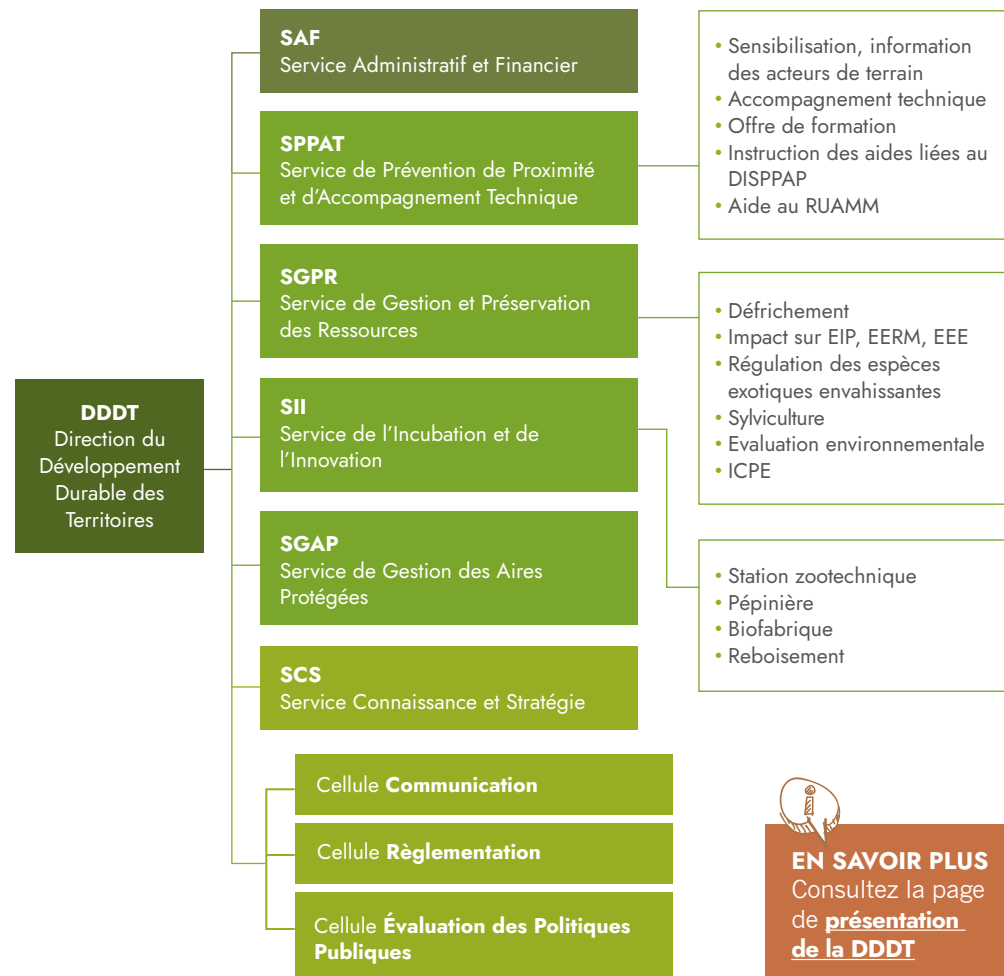 DDDT
Direction du
Développement
Durable des
Territoires
SAF
Service Administratif et Financier
SPPAT
Service de Prévention de Proximité
et d’Accompagnement Technique
• Sensibilisation, information
des acteurs de terrain
• Accompagnement technique
• Offre de formation
• Instruction des aides liées au
DISPPAP
• Aide au RUAMM
SGPR
Service de Gestion et Préservation
des Ressources
• Défrichement
• Impact sur EIP, EERM, EEE
• Régulation des espèces
exotiques envahissantes
• Sylviculture
• Evaluation environnementale
• ICPE
SII
Service de l’Incubation et de
l’Innovation
• Station zootechnique
• Pépinière
• Biofabrique
• Reboisement
SGAP
Service de Gestion des Aires
Protégées
SCS
Service Connaissance et Stratégie
Cellule Communication
Cellule Règlementation
Cellule Évaluation des Politiques
Publiques
i
EN SAVOIR PLUS
Consultez la page
de présentation
de la DDDT